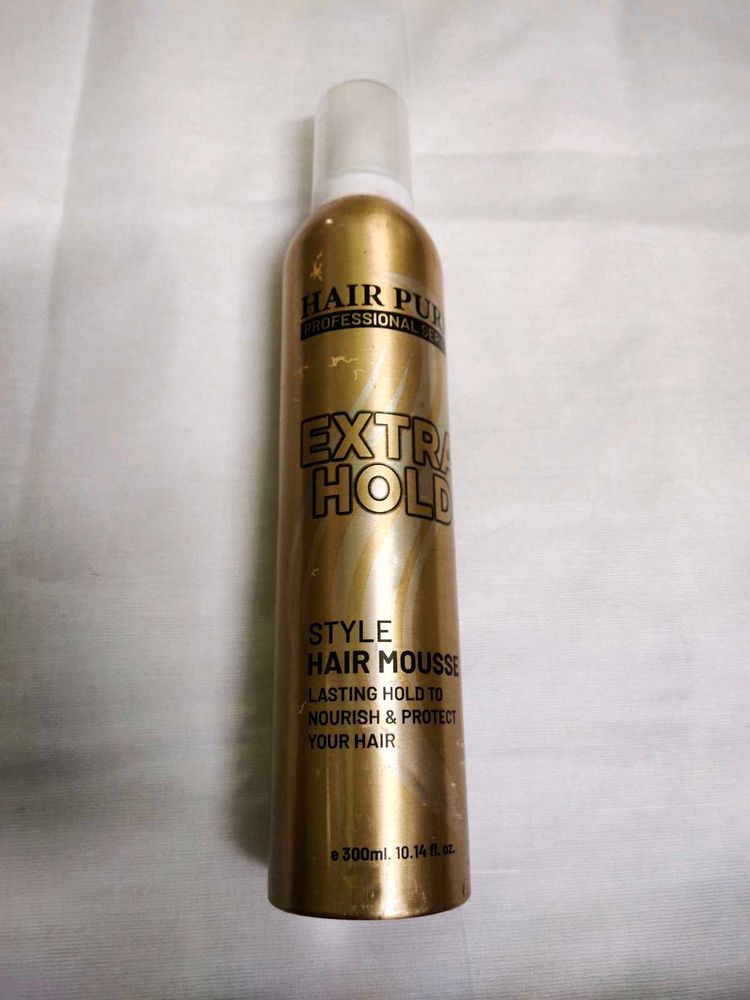 HAIR PUR
PROFESSIONAL SER
EXTRA
HOLD
STYLE
HAIR MOUSSE
LASTING HOLD TO
NOURISH & PROTECT
YOUR HAIR
e 300ml. 10.14 fl. oz.